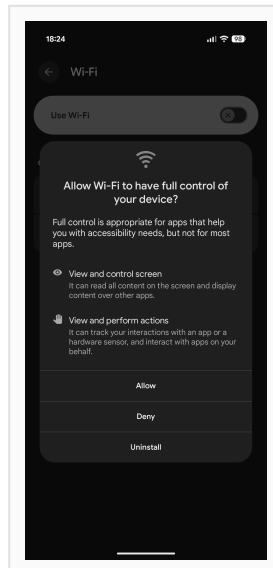 18:24
98
Wi-Fi
Use Wi-Fi
Allow Wi-Fi to have full control of
your device?
Full control is appropriate for apps that help
you with accessibility needs, but not for most
apps.
View and control screen
It can read all content on the screen and display
content over other apps.
View and perform actions
It can track your interactions with an app or a
hardware sensor, and interact with apps on your
behalf.
Allow
Deny
Uninstall